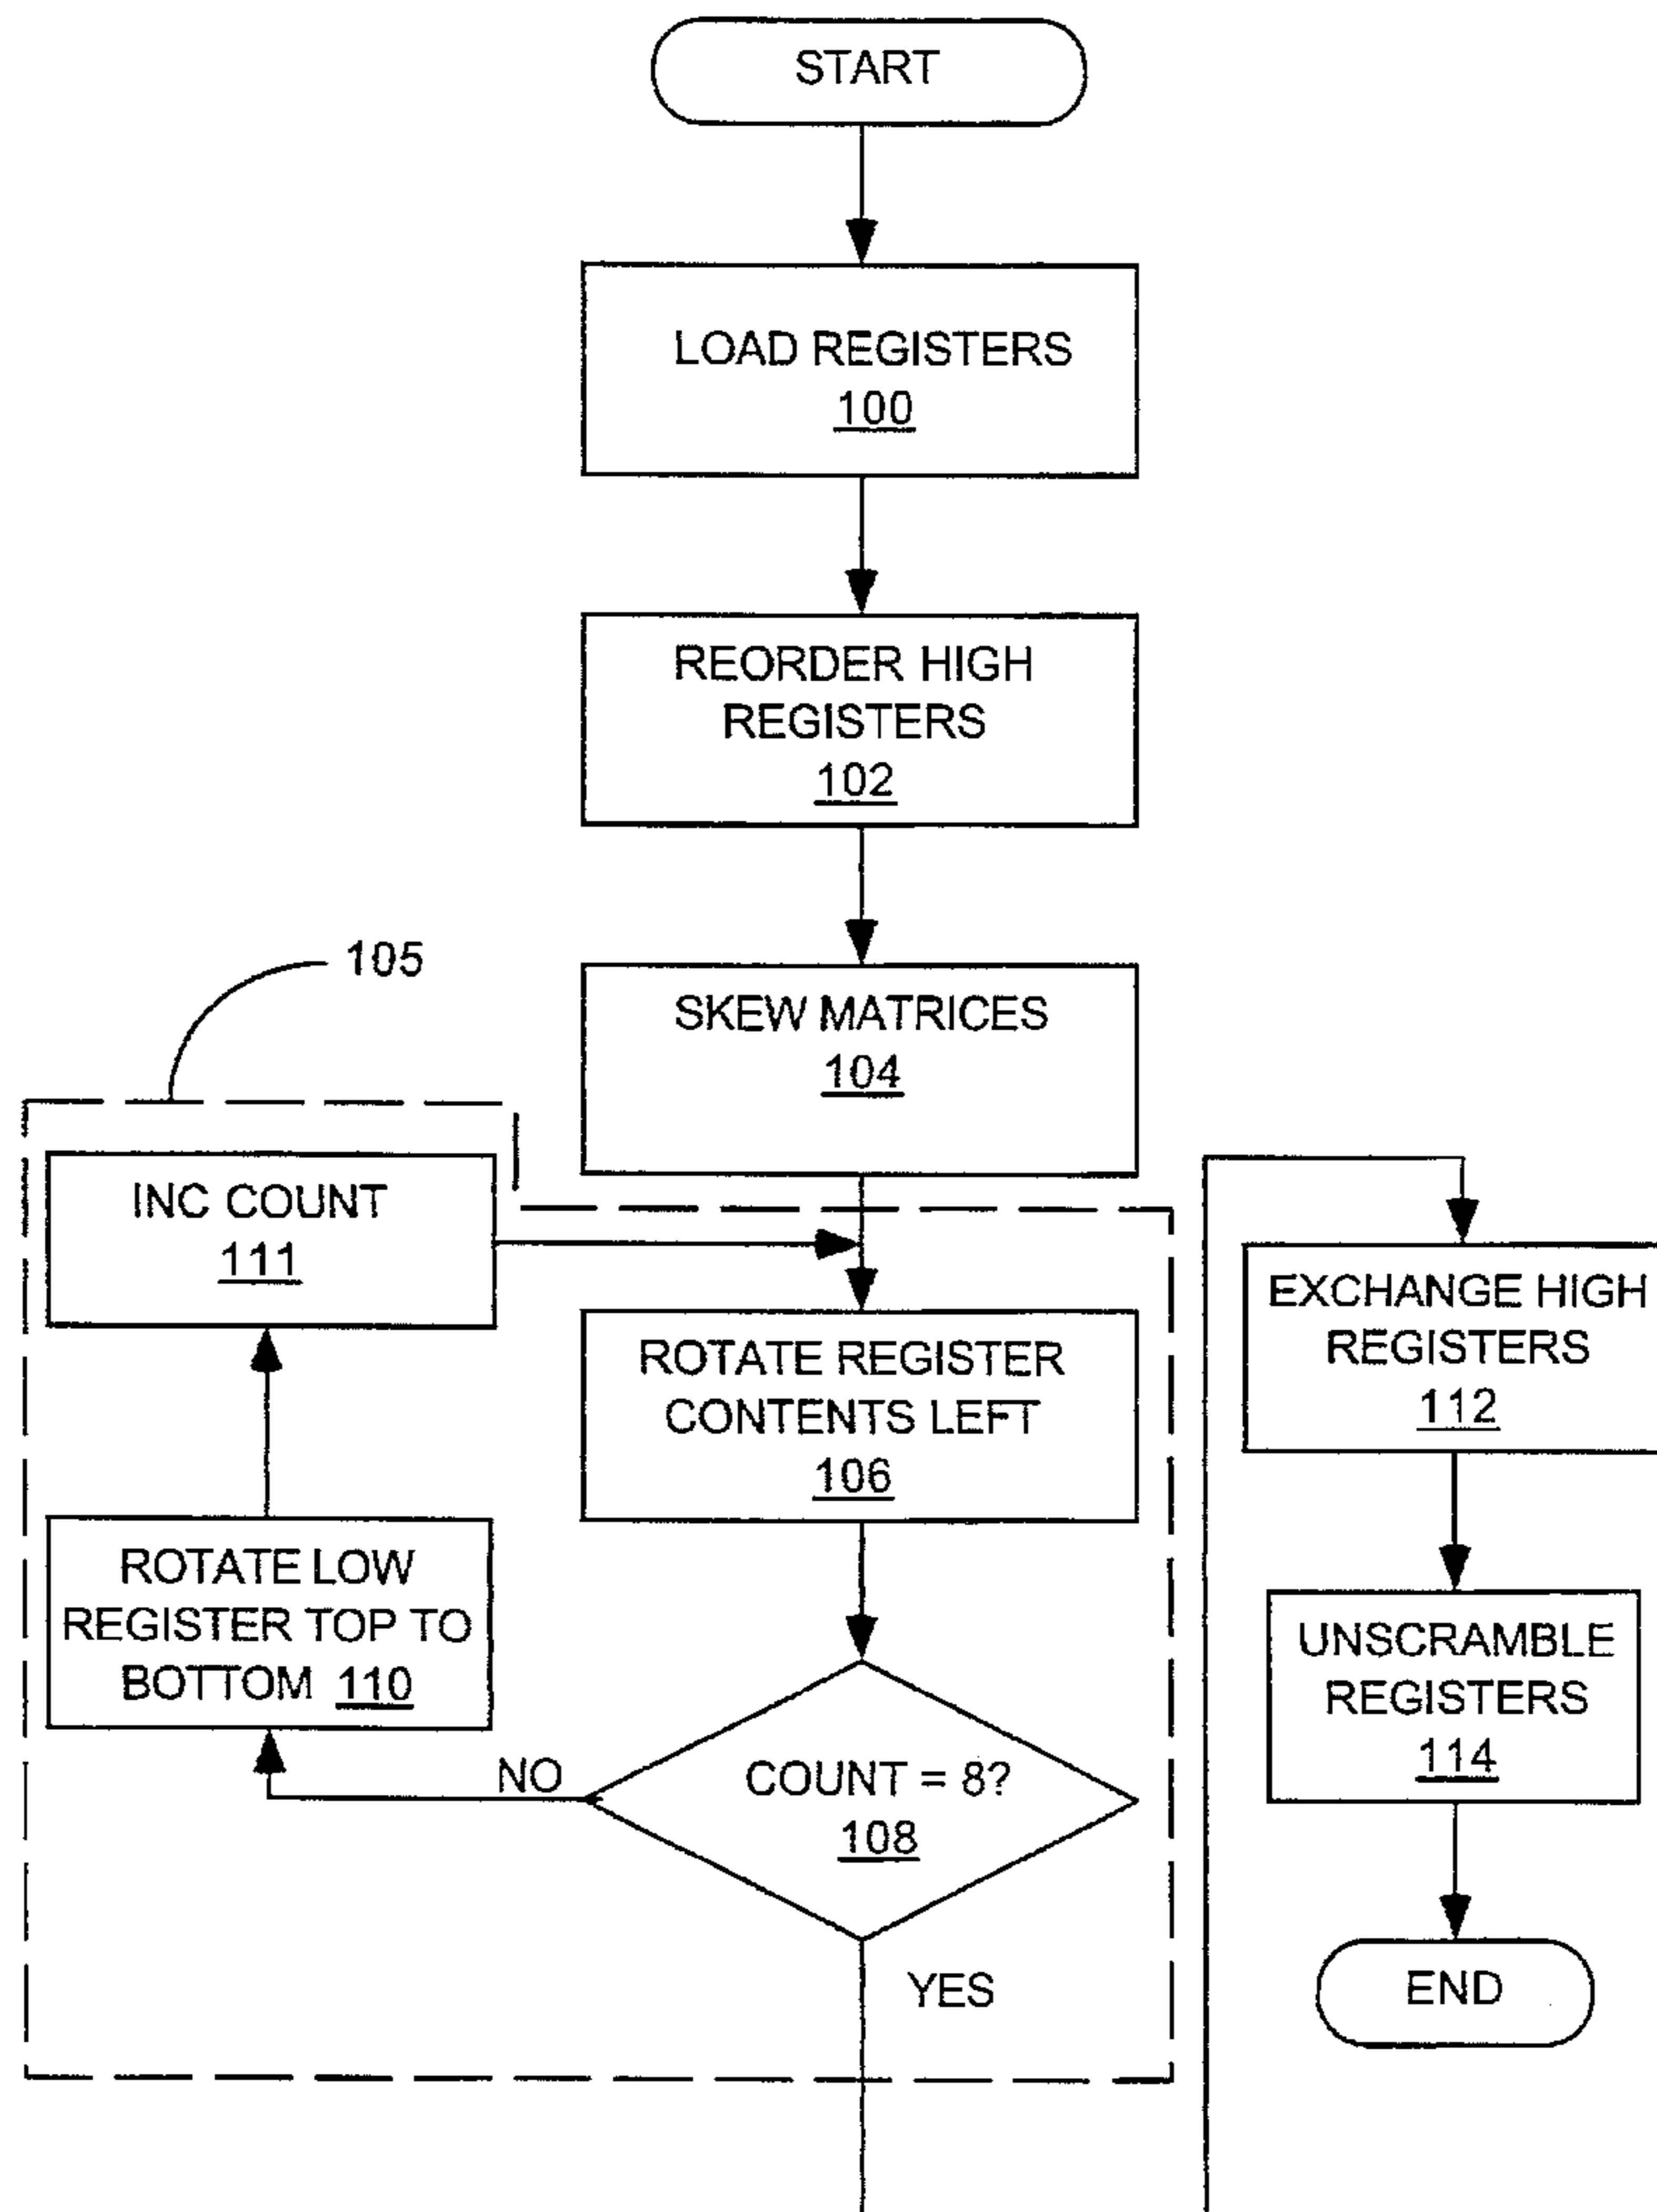 START
LOAD REGISTERS
100
REORDER HIGH
REGISTERS
102
SKEW MATRICES
104
105
INC COUNT
111
ROTATE REGISTER
CONTENTS LEFT
106
ROTATE LOW
REGISTER TOP TO
BOTTOM 110
NO
COUNT = 8?
108
YES
EXCHANGE HIGH
REGISTERS
112
UNSCRAMBLE
REGISTERS
114
END